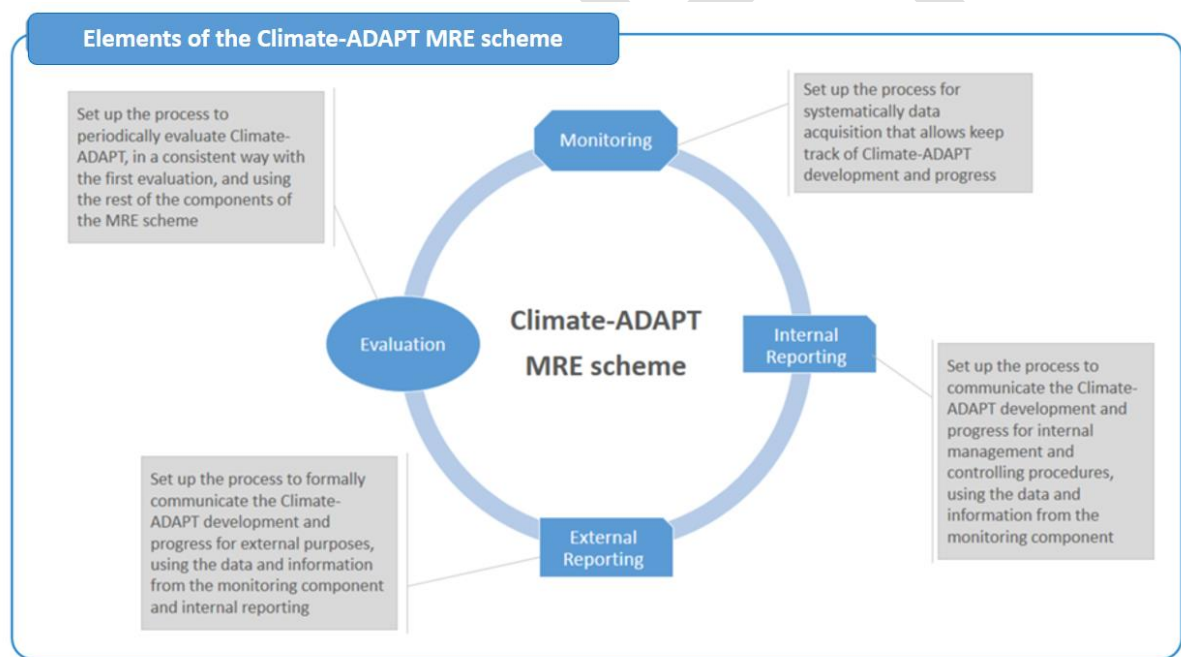 Elements of the Climate-ADAPT MRE scheme
Set up the process to
periodically evaluate Climate-
ADAPT, in a consistent way with
the first evaluation, and using
the rest of the components of
the MRE scheme
Monitoring
Set up the process for
systematically data
acquisition that allows keep
track of Climate-ADAPT
development and progress
Evaluation
Climate-ADAPT
MRE scheme
Internal
Reporting
Set up the process to
communicate the Climate-
ADAPT development and
progress for internal
management and
controlling procedures,
using the data and
information from the
monitoring component
Set up the process to formally
communicate the Climate-
ADAPT development and
progress for external purposes,
using the data and information
from the monitoring component
and internal reporting
External
Reporting